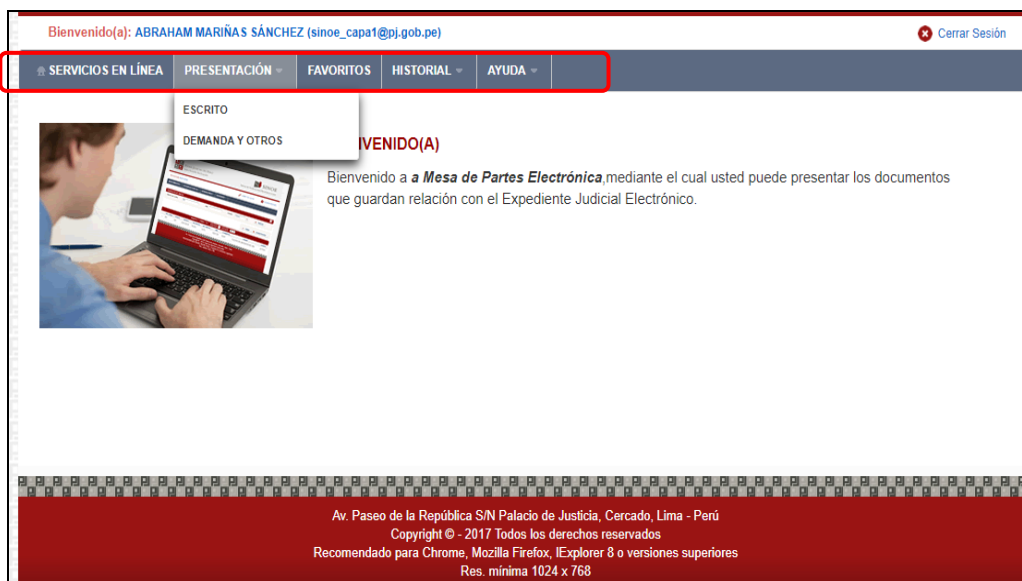 Bienvenido(a): ABRAHAM MARIÑAS SÁNCHEZ (sinoe_capa1@pj.gob.pe)
Cerrar Sesión
SERVICIOS EN LÍNEA PRESENTACIÓN FAVORITOS HISTORIAL AYUDA
ESCRITO
DEMANDA Y OTROS
VENIDO(A)
Bienvenido a a Mesa de Partes Electrónica,mediante el cual usted puede presentar los documentos
que guardan relación con el Expediente Judicial Electrónico.
Av. Paseo de la República S/N Palacio de Justicia, Cercado, Lima - Perú
Copyright © - 2017 Todos los derechos reservados
Recomendado para Chrome, Mozilla Firefox, IExplorer 8 o versiones superiores
Res. mínima 1024 x 768